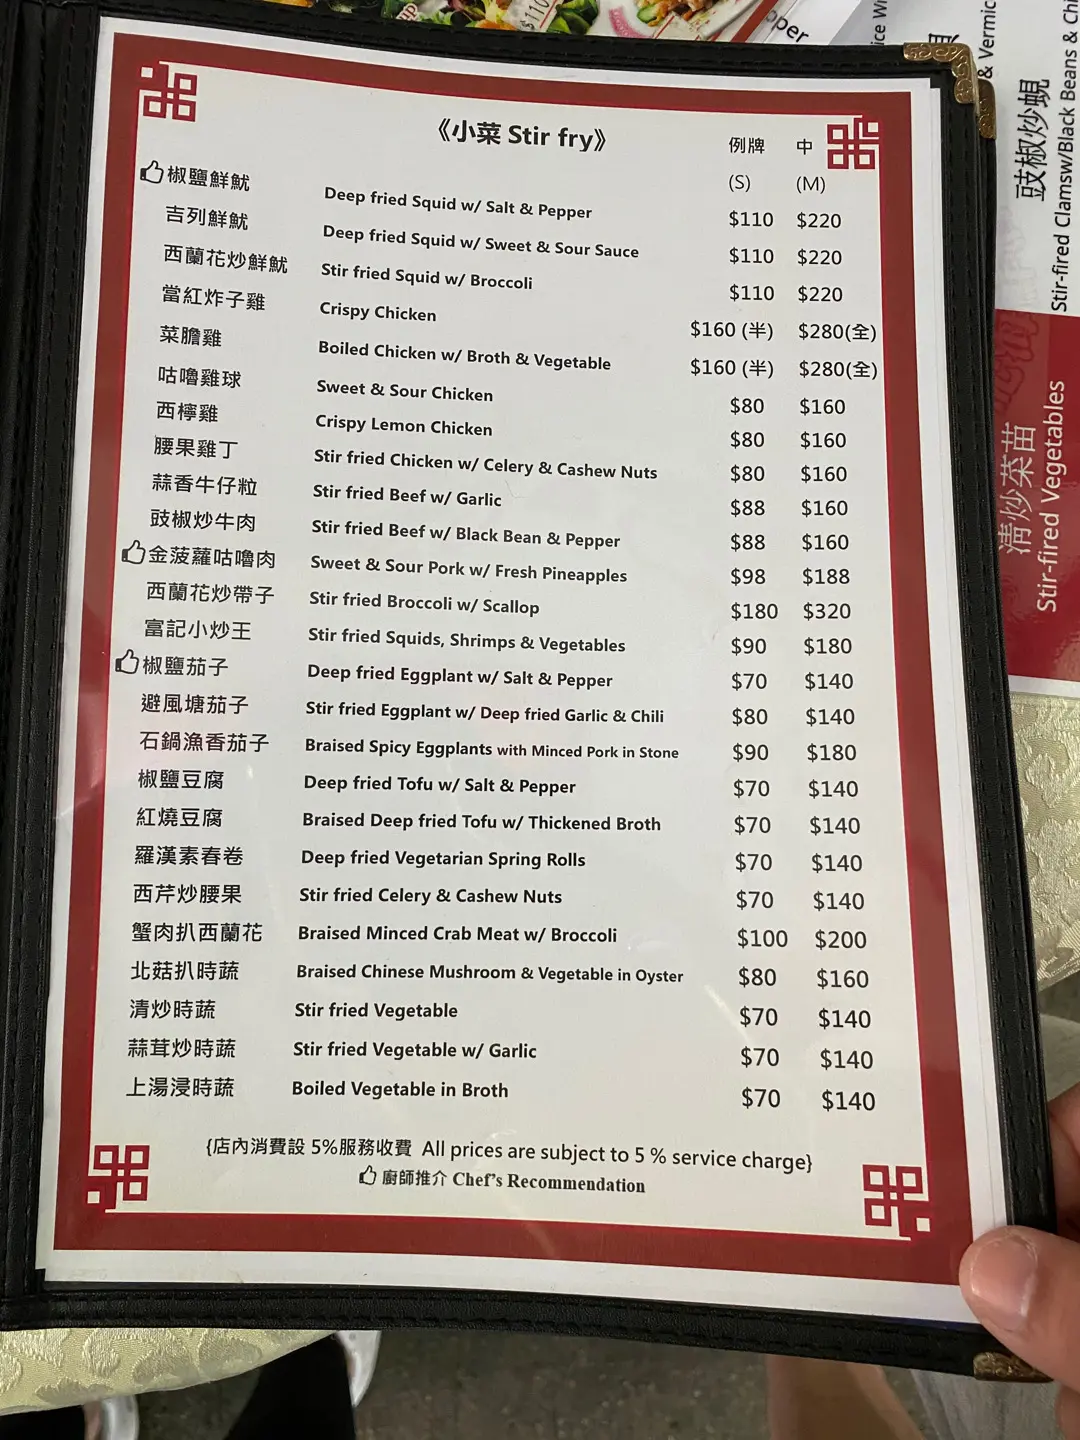 《小菜 Stir fry》 例牌 中
(S) (M)
椒鹽鮮魷 Deep fried Squid w/ Salt & Pepper $110 $220
吉列鮮魷 Deep fried Squid w/ Sweet & Sour Sauce $110 $220
西蘭花炒鮮魷 Stir fried Squid w/ Broccoli $110 $220
當紅炸子雞 Crispy Chicken $160 (半) $280(全)
菜膽雞 Boiled Chicken w/ Broth & Vegetable $160 (半) $280(全)
咕嚕雞球 Sweet & Sour Chicken $80 $160
西檸雞 Crispy Lemon Chicken $80 $160
腰果雞丁 Stir fried Chicken w/ Celery & Cashew Nuts $80 $160
蒜香牛仔粒 Stir fried Beef w/ Garlic $88 $160
豉椒炒牛肉 Stir fried Beef w/ Black Bean & Pepper $88 $160
金菠蘿咕嚕肉 Sweet & Sour Pork w/ Fresh Pineapples $98 $188
西蘭花炒帶子 Stir fried Broccoli w/ Scallop $180 $320
富記小炒王 Stir fried Squids, Shrimps & Vegetables $90 $180
椒鹽茄子 Deep fried Eggplant w/ Salt & Pepper $70 $140
避風塘茄子 Stir fried Eggplant w/ Deep fried Garlic & Chili $80 $140
石鍋漁香茄子 Braised Spicy Eggplants with Minced Pork in Stone $90 $180
椒鹽豆腐 Deep fried Tofu w/ Salt & Pepper $70 $140
紅燒豆腐 Braised Deep fried Tofu w/ Thickened Broth $70 $140
羅漢素春卷 Deep fried Vegetarian Spring Rolls $70 $140
西芹炒腰果 Stir fried Celery & Cashew Nuts $70 $140
蟹肉扒西蘭花 Braised Minced Crab Meat w/ Broccoli $100 $200
北菇扒時蔬 Braised Chinese Mushroom & Vegetable in Oyster $80 $160
清炒時蔬 Stir fried Vegetable $70 $140
蒜茸炒時蔬 Stir fried Vegetable w/ Garlic $70 $140
上湯浸時蔬 Boiled Vegetable in Broth $70 $140
{店內消費設 5%服務收費 All prices are subject to 5 % service charge}
廚師推介 Chef's Recommendation
& Vermic
豉椒炒蜆
Stir-fired Clamsw/Black Beans & Chi
清炒菜苗
Stir-fired Vegetables